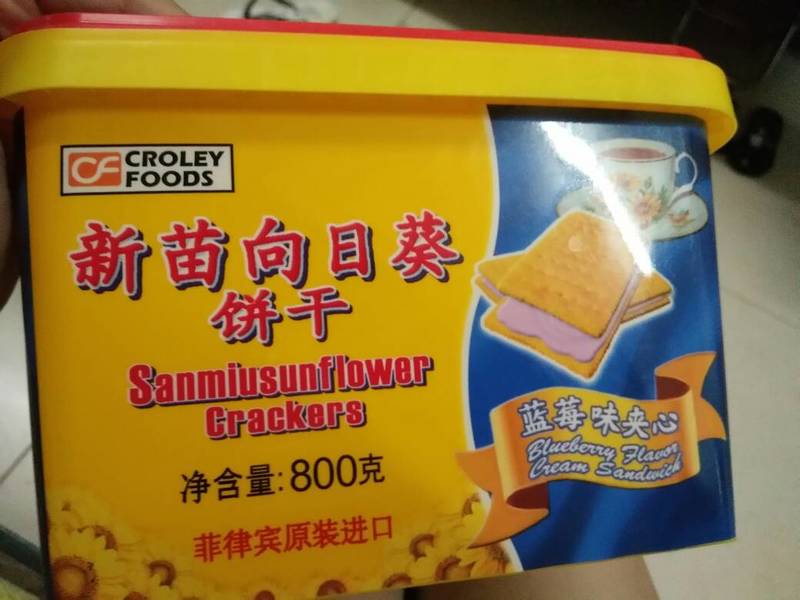 CF CROLEY
FOODS
新苗向日葵
饼干
Sanmiusunflower
Crackers
净含量:800克
菲律宾原装进口
蓝莓味夹心
Blueberry Flavor
Cream Sandwich